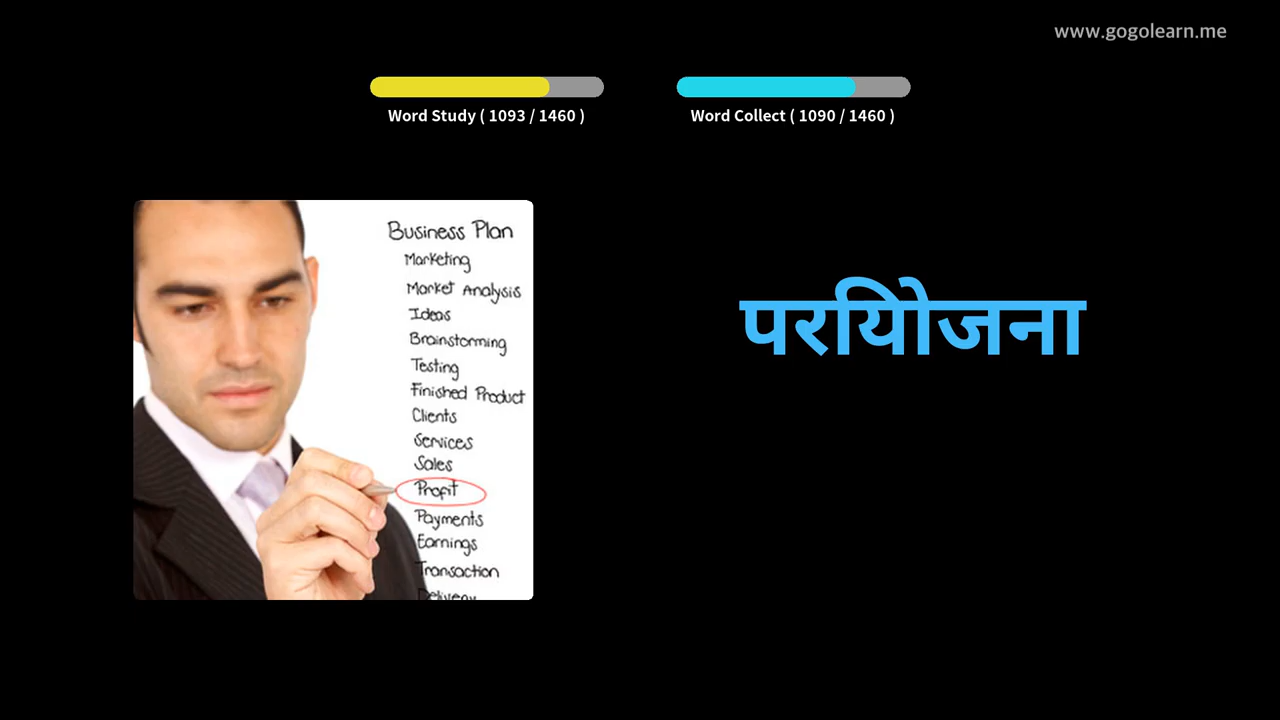 www.gogolearn.me
Word Study ( 1093 / 1460 )
Word Collect ( 1090 / 1460 )
Business Plan
Marketing
Market Analysis
Ideas
Brainstorming
Testing
Finished Product
Clients
Services
Sales
Profit
Payments
Earnings
Transaction
Delivery
परियोजना